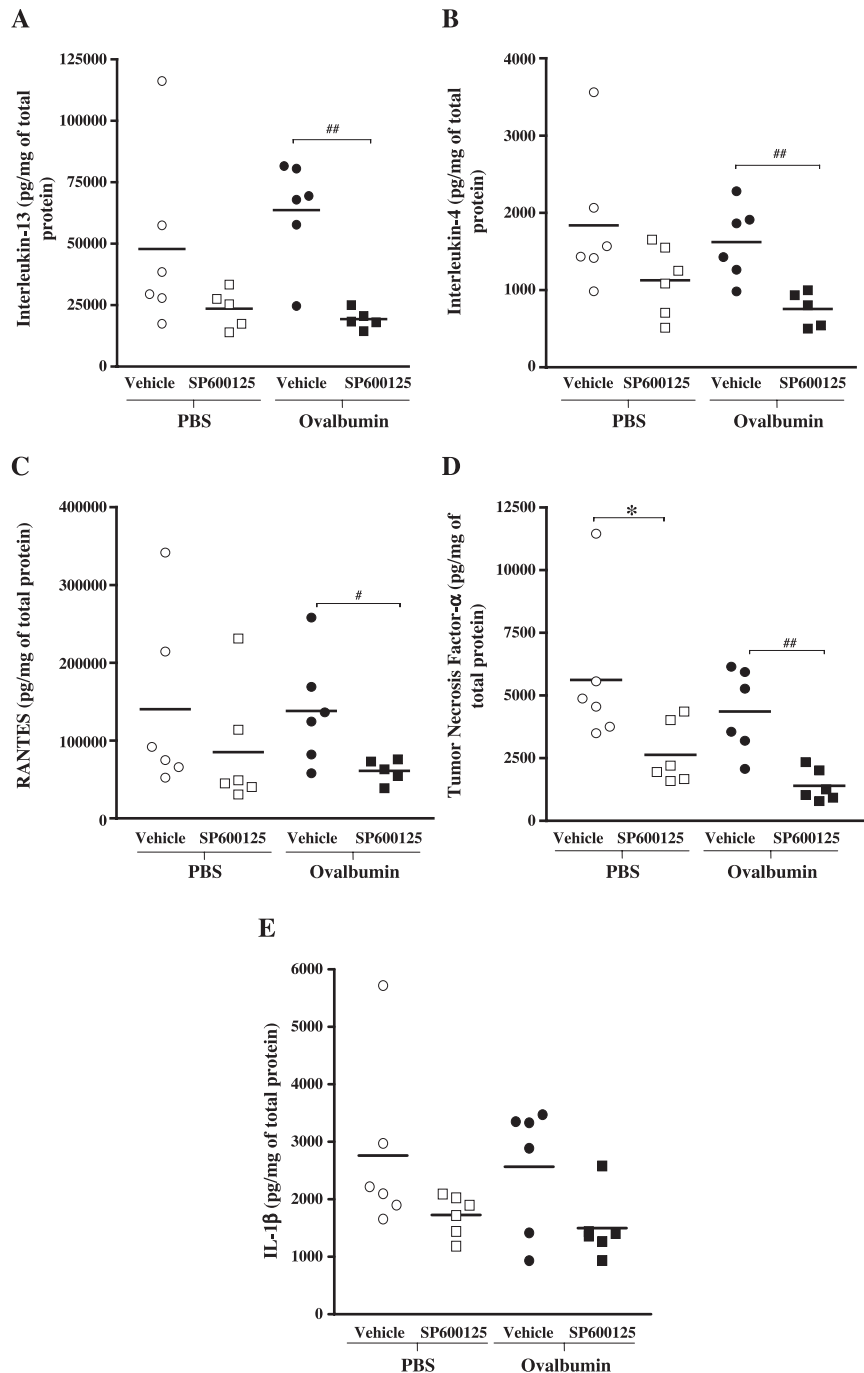 A
Interleukin-13 (pg/mg of total
protein)
125000
100000
75000
50000
25000
0
##
Vehicle SP600125 Vehicle SP600125
PBS Ovalbumin
B
Interleukin-4 (pg/mg of total
protein)
4000
3000
2000
1000
0
##
Vehicle SP600125 Vehicle SP600125
PBS Ovalbumin
C
RANTES (pg/mg of total protein)
400000
300000
200000
100000
0
#
Vehicle SP600125 Vehicle SP600125
PBS Ovalbumin
D
Tumor Necrosis Factor-α (pg/mg of
total protein)
12500
10000
7500
5000
2500
0
*
##
Vehicle SP600125 Vehicle SP600125
PBS Ovalbumin
E
IL-1β (pg/mg of total protein)
6000
5000
4000
3000
2000
1000
0
Vehicle SP600125 Vehicle SP600125
PBS Ovalbumin